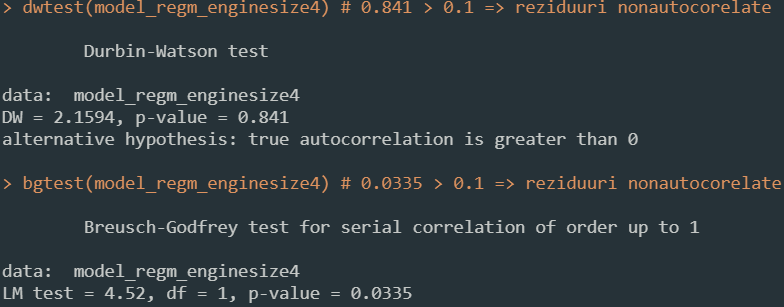 > dwtest(model_regm_enginesize4) # 0.841 > 0.1 => reziduuri nonautocorelate
Durbin-Watson test
data:  model_regm_enginesize4
DW = 2.1594, p-value = 0.841
alternative hypothesis: true autocorrelation is greater than 0
> bgtest(model_regm_enginesize4) # 0.0335 > 0.1 => reziduuri nonautocorelate
Breusch-Godfrey test for serial correlation of order up to 1
data:  model_regm_enginesize4
LM test = 4.52, df = 1, p-value = 0.0335